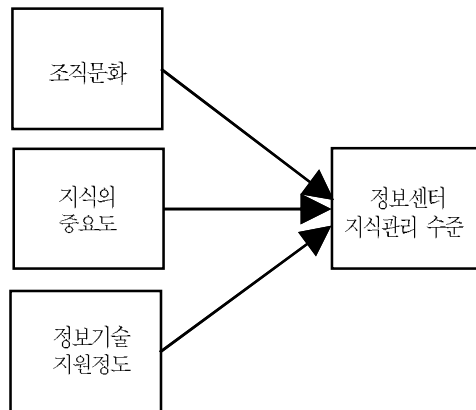 조직문화
지식의
중요도
정보기술
지원정도
정보센터
지식관리 수준